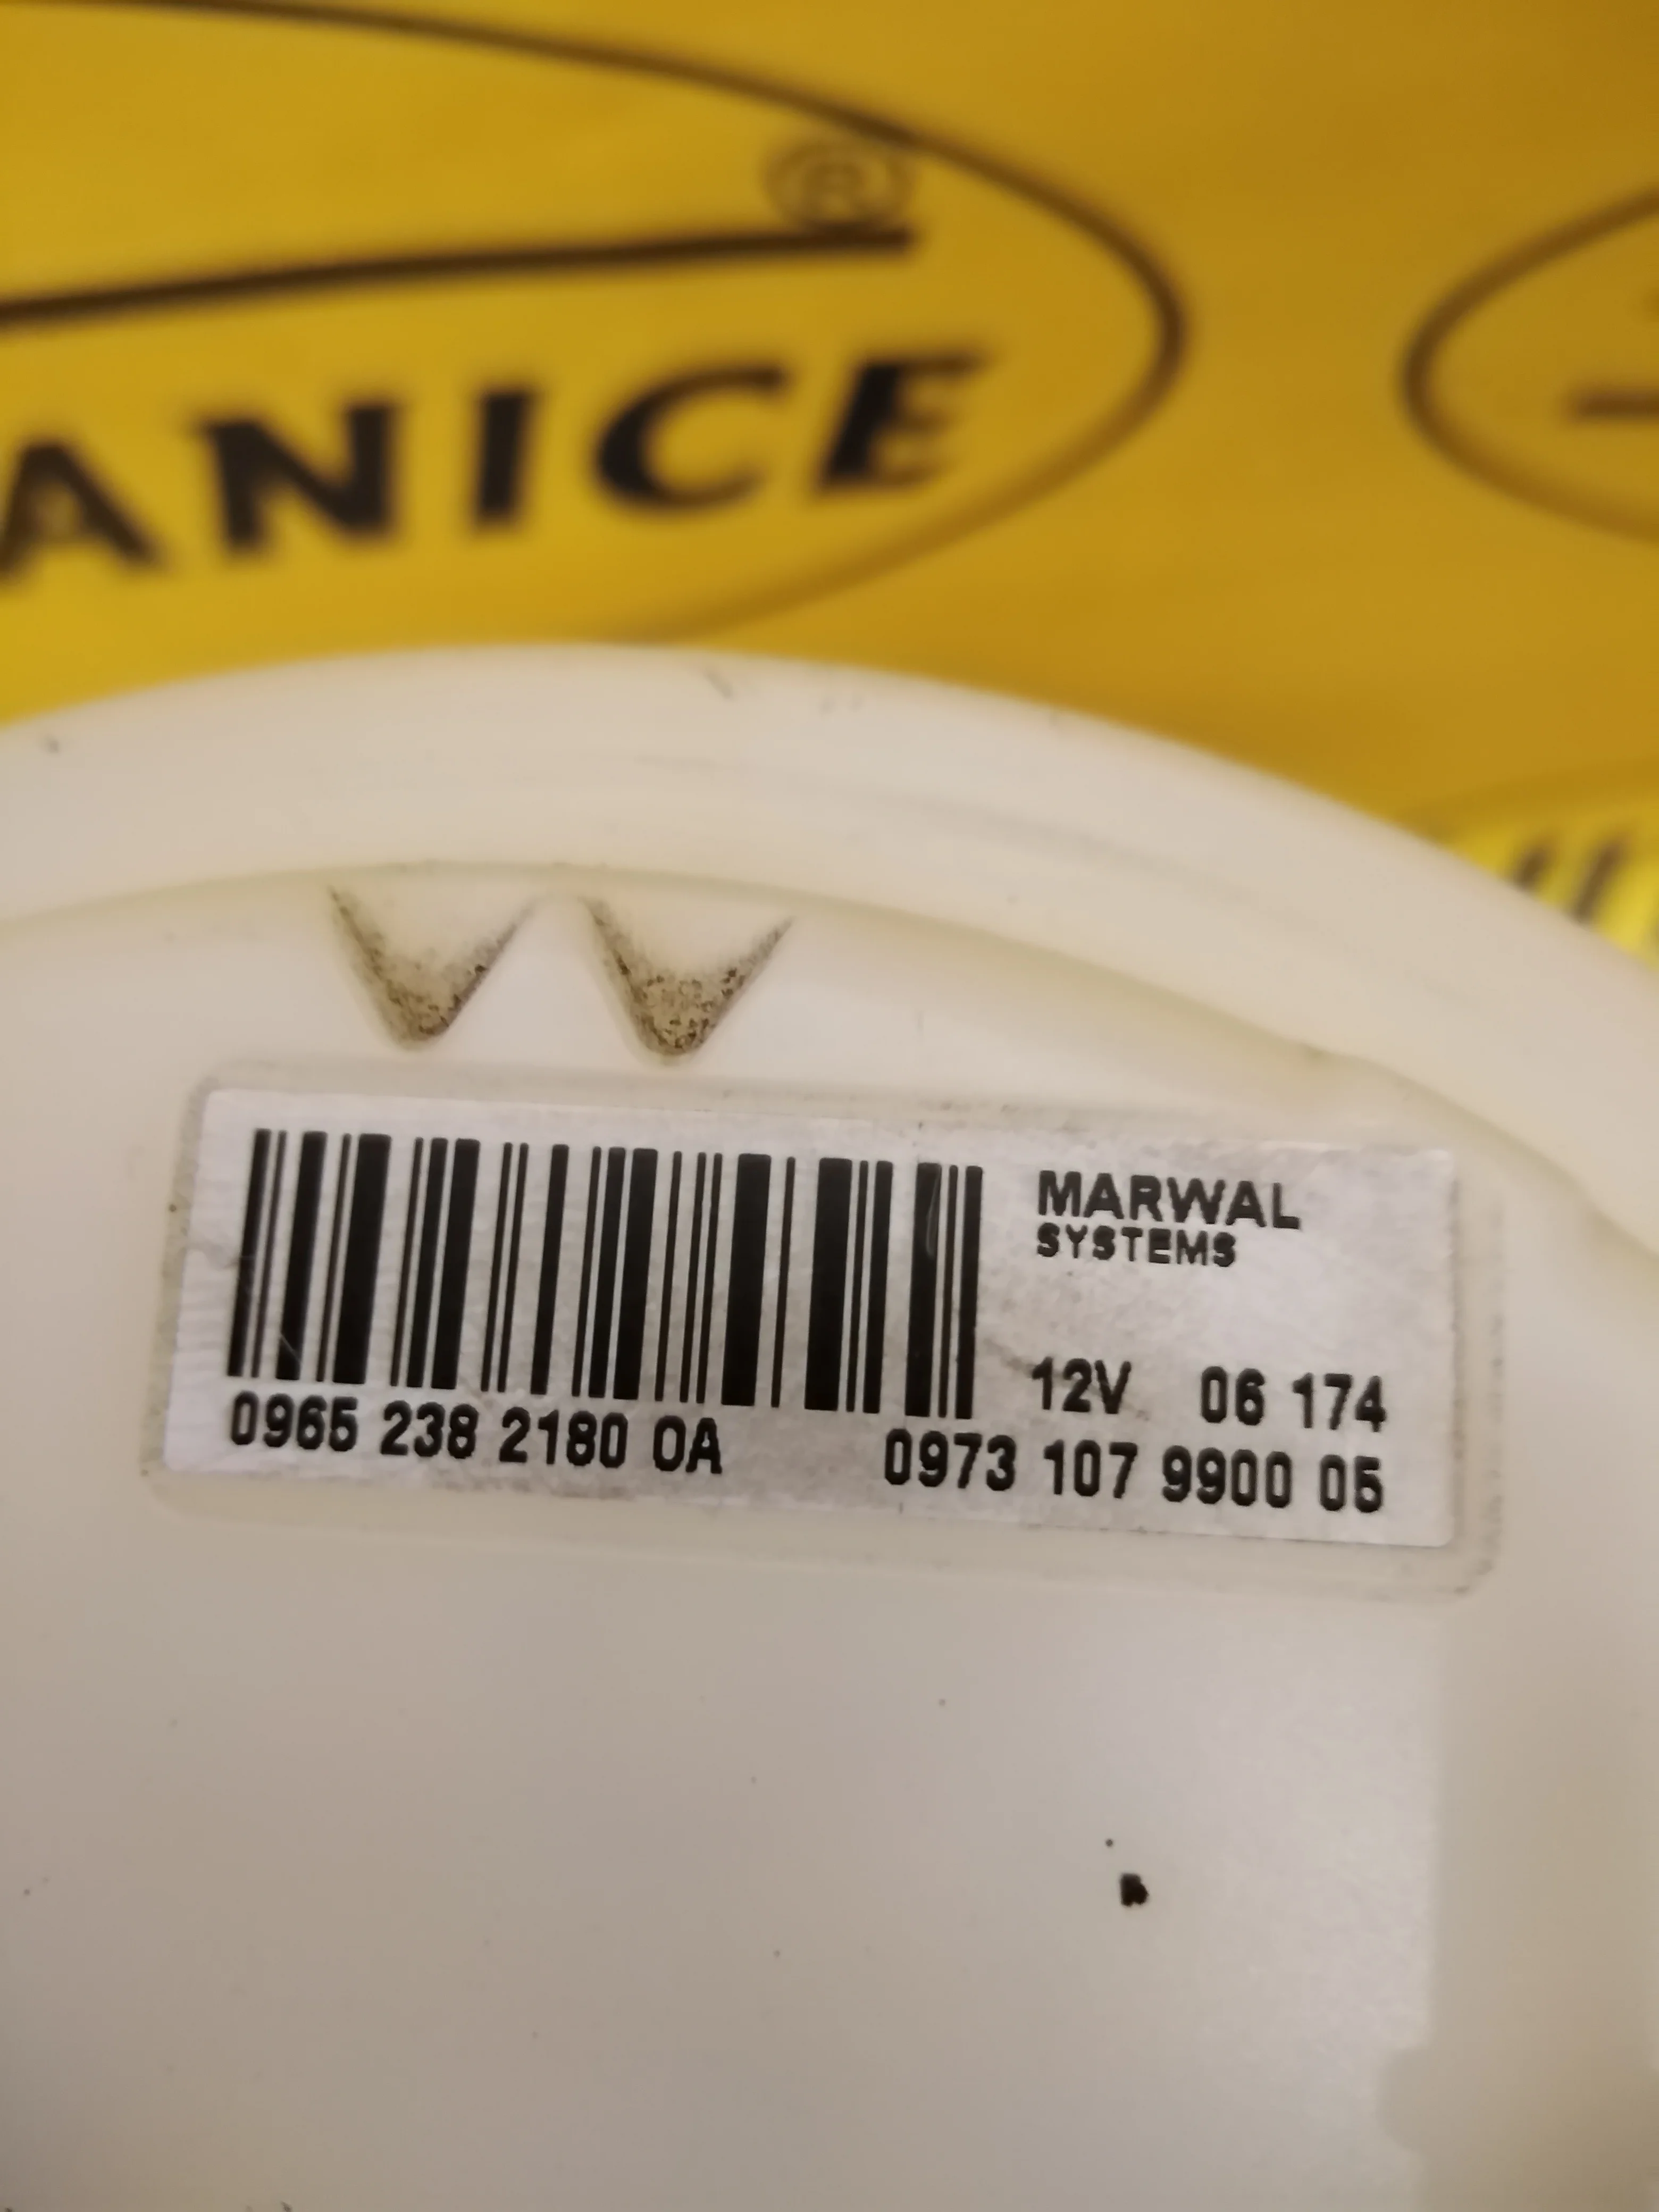 ®
ANICE
MARWAL
SYSTEMS
12V 06 174
0965 238 2180 0A 0973 107 9900 05